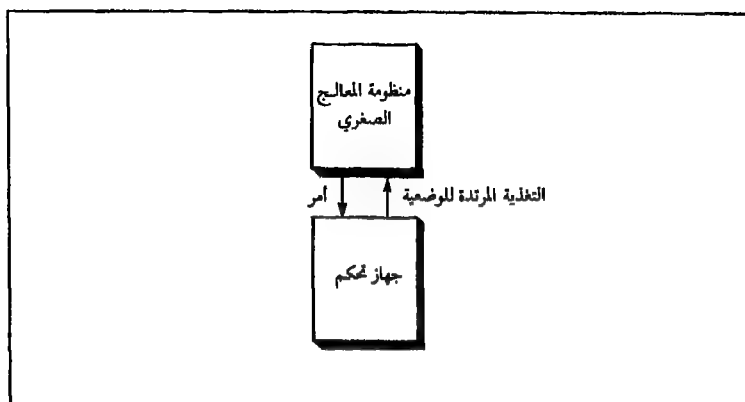 منظومة المعالج
الصغري
أمر
التغذية المرتدة للوضعية
جهاز تحكم